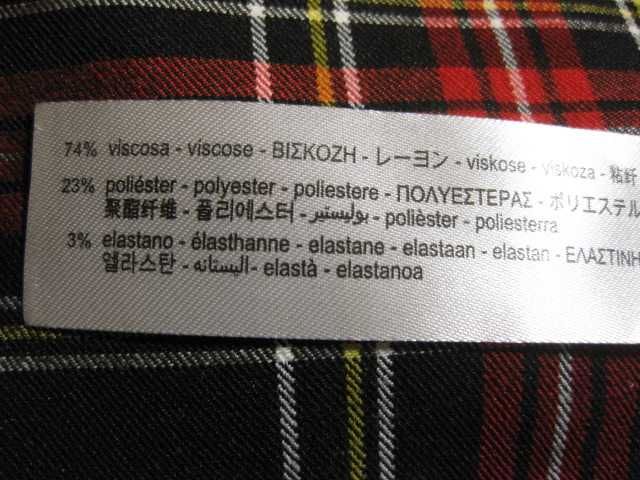 74% viscosa - viscose - ΒΙΣΚΟΖΗ - レーヨン - viskose - viskoza - 粘纤
23% poliéster - polyester - poliestere - ΠΟΛΥΕΣΤΕΡΑΣ - ポリエステル
聚酯纤维 - 폴리에스터 - بوليستير - polièster - poliesterra
3% elastano - élasthanne - elastane - elastaan - elastan - ΕΛΑΣΤΙΝΗ
엘라스탄 - اليستانه - elastà - elastanoa